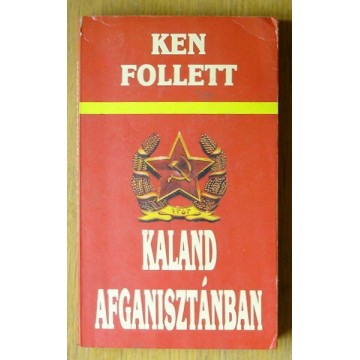 KEN
FOLLETT
KALAND
AFGANISZTÁNBAN